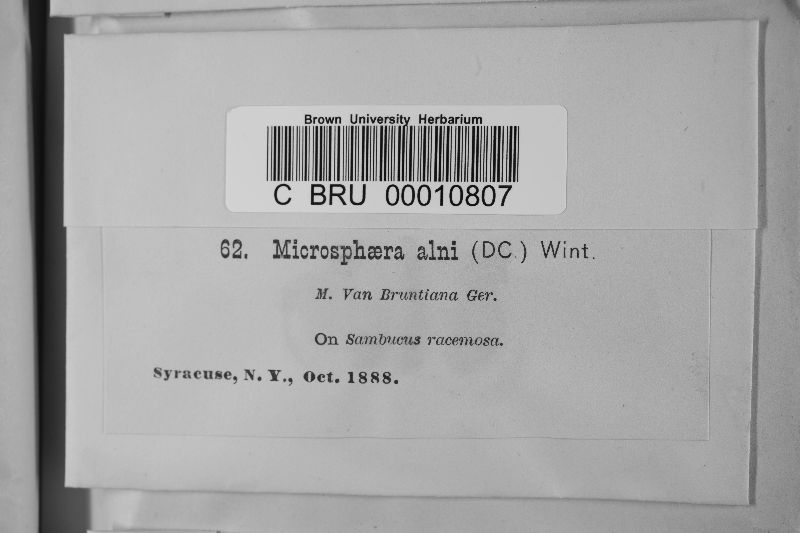 Brown University Herbarium
C BRU 00010807
62. Microsphæra alni (DC.) Wint.
M. Van Bruntiana Ger.
On Sambucus racemosa.
Syracuse, N. Y., Oct. 1888.